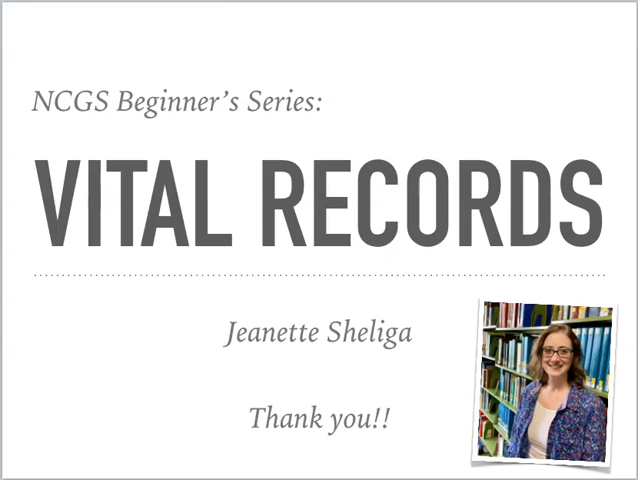 NCGS Beginner’s Series:
VITAL RECORDS
Jeanette Sheliga
Thank you!!